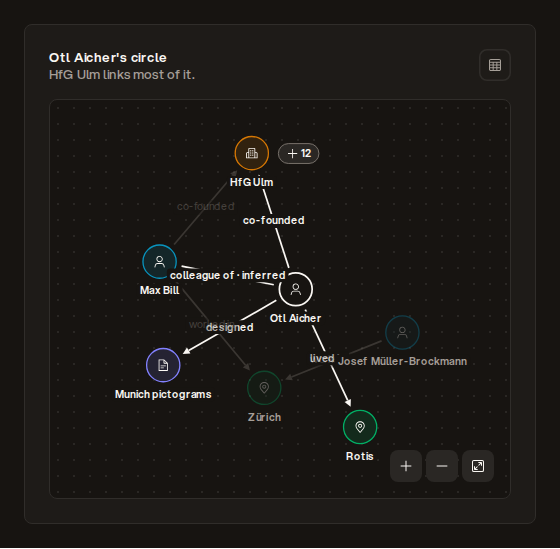 Otl Aicher's circle
HfG Ulm links most of it.
12
HfG Ulm
co-founded
co-founded
colleague of · inferred
Max Bill
Otl Aicher
designed
lived
Josef Müller-Brockmann
Munich pictograms
Zürich
Rotis